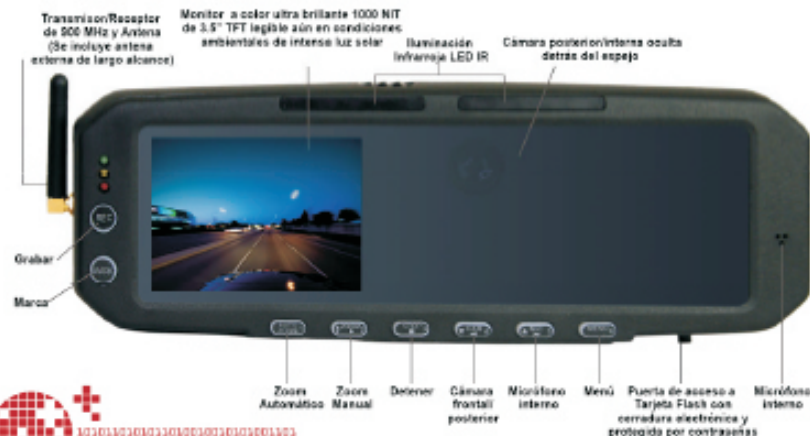 Transmisor/Receptor
de 900 MHz y Antena
(Se incluye antena
externa de largo alcance)
Monitor a color ultra brillante 1000 NIT
de 3.5" TFT legible aún en condiciones
ambientales de intensa luz solar
Iluminación
Infrarroja LED IR
Cámara posterior/interna oculta
detrás del espejo
REC
Grabar
Marca
Zoom
Automático
Zoom
Manual
Detener
Cámara
frontal/
posterior
Micrófono
interno
Menú
Puerta de acceso a
Tarjeta Flash con
cerradura electrónica y
protegida por contraseñas
Micrófono
interno